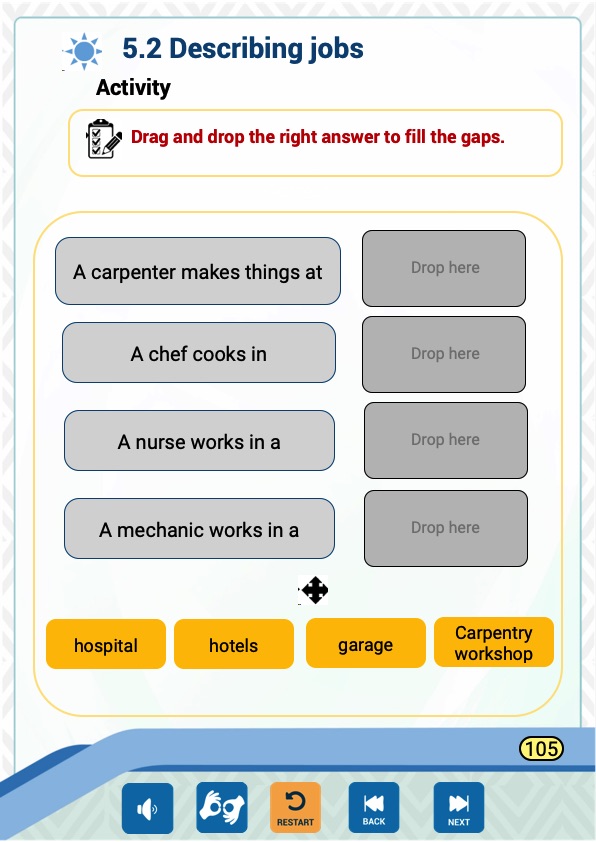 5.2 Describing jobs
Activity
Drag and drop the right answer to fill the gaps.
A carpenter makes things at
Drop here
A chef cooks in
Drop here
A nurse works in a
Drop here
A mechanic works in a
Drop here
hospital
hotels
garage
Carpentry
workshop
105
RESTART
BACK
NEXT